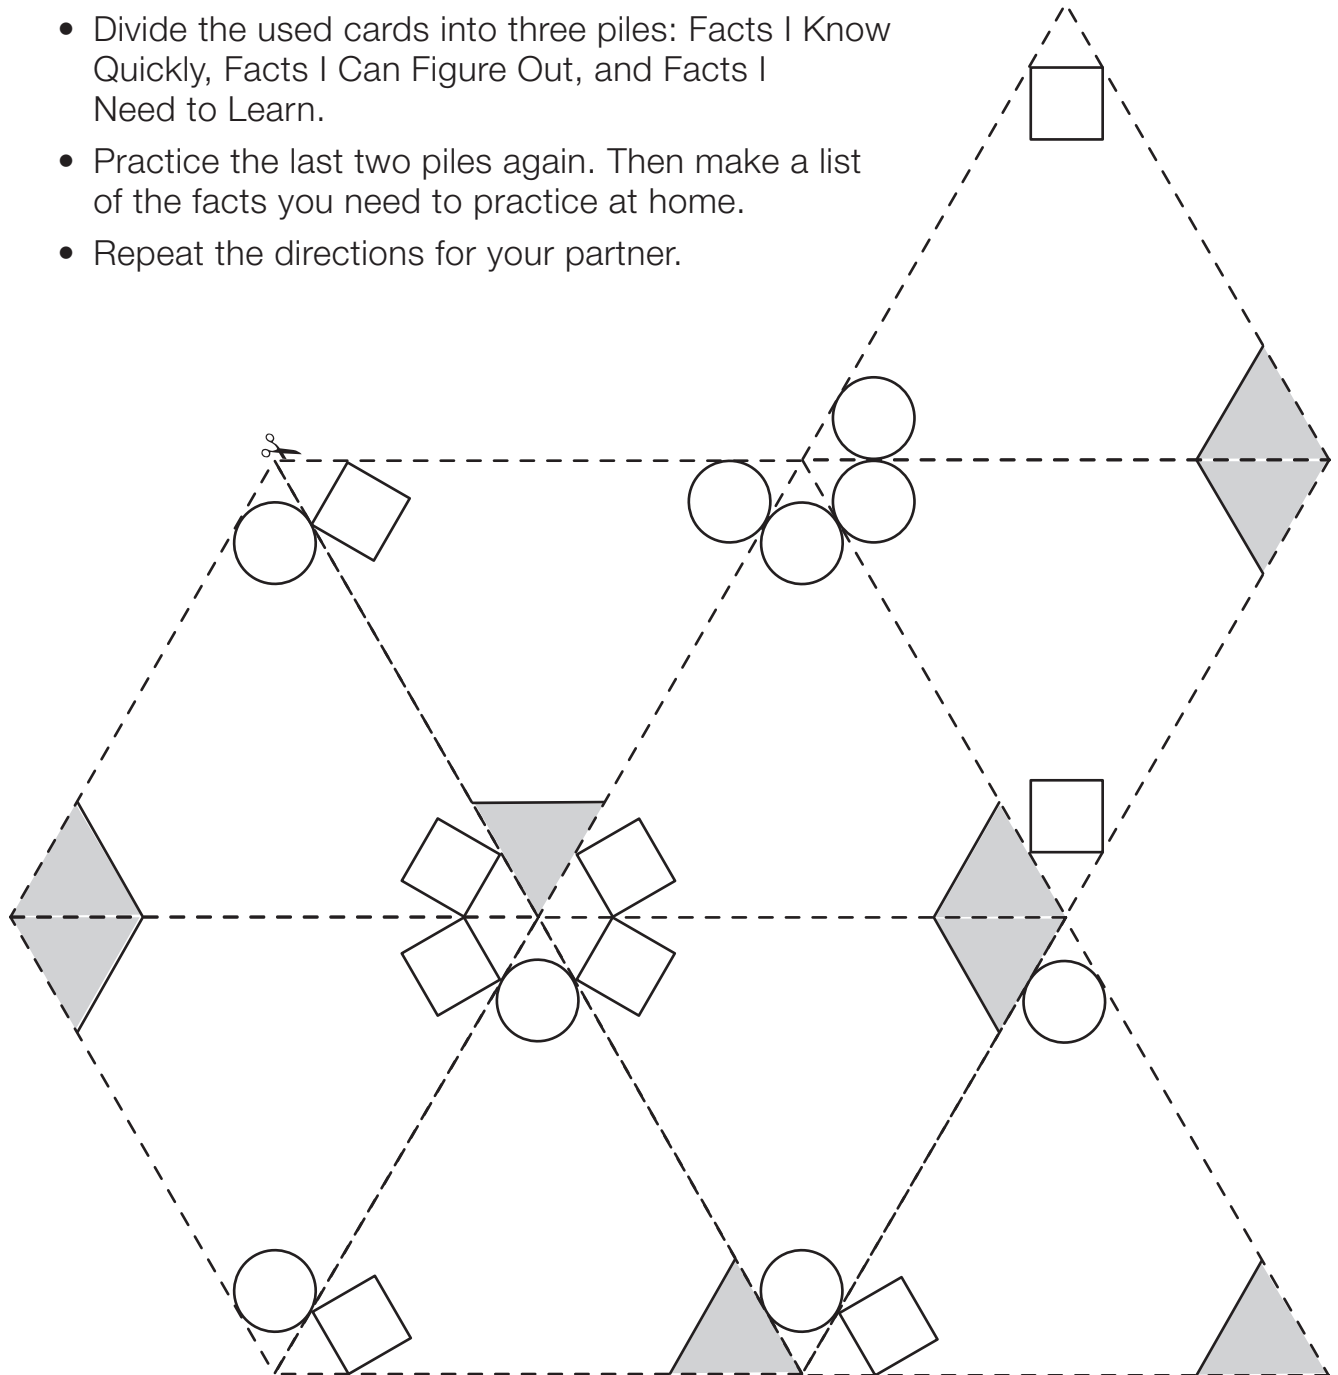 • Divide the used cards into three piles: Facts I Know
Quickly, Facts I Can Figure Out, and Facts I
Need to Learn.
• Practice the last two piles again. Then make a list
of the facts you need to practice at home.
• Repeat the directions for your partner.